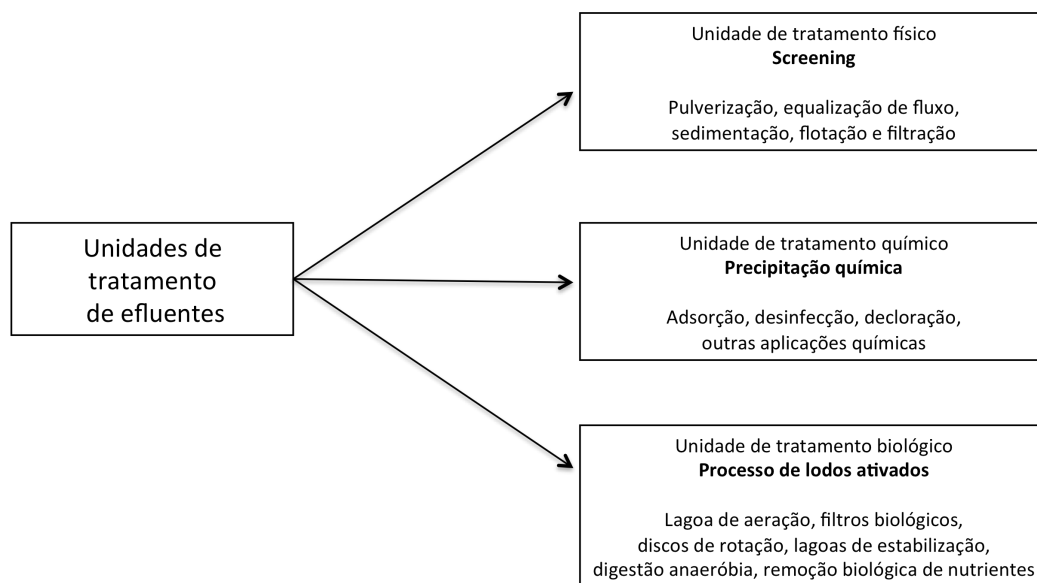 Unidades de
tratamento
de efluentes
Unidade de tratamento físico
Screening
Pulverização, equalização de fluxo,
sedimentação, flotação e filtração
Unidade de tratamento químico
Precipitação química
Adsorção, desinfecção, decloração,
outras aplicações químicas
Unidade de tratamento biológico
Processo de lodos ativados
Lagoa de aeração, filtros biológicos,
discos de rotação, lagoas de estabilização,
digestão anaeróbia, remoção biológica de nutrientes